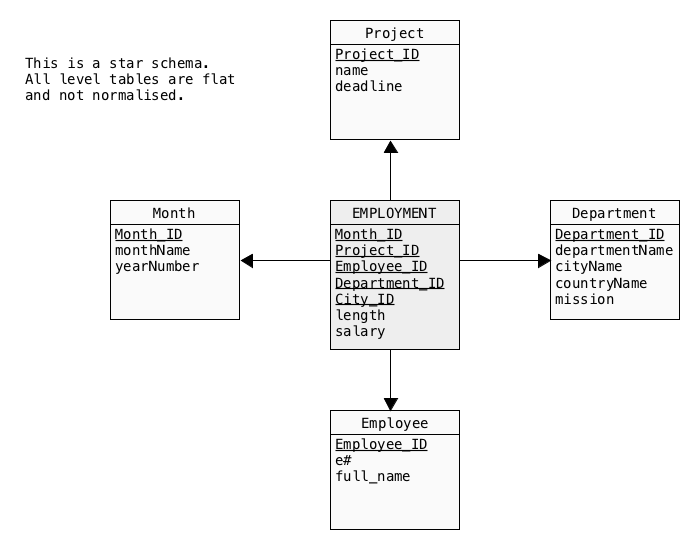 This is a star schema.
All level tables are flat
and not normalised.
Project
Project_ID
name
deadline
Month
Month_ID
monthName
yearNumber
EMPLOYMENT
Month_ID
Project_ID
Employee_ID
Department_ID
City_ID
length
salary
Department
Department_ID
departmentName
cityName
countryName
mission
Employee
Employee_ID
e#
full_name